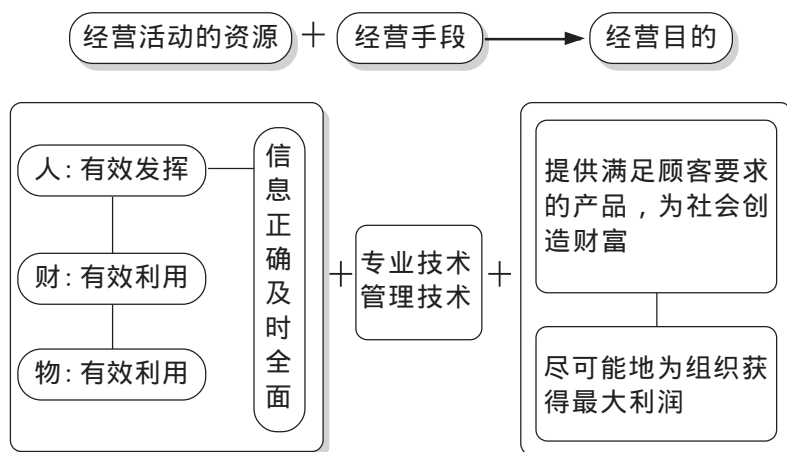 经营活动的资源 + 经营手段 经营目的
人：有效发挥
财：有效利用
物：有效利用
信息正确及时全面
+
专业技术
管理技术
+
提供满足顾客要求
的产品，为社会创
造财富
尽可能地为组织获
得最大利润